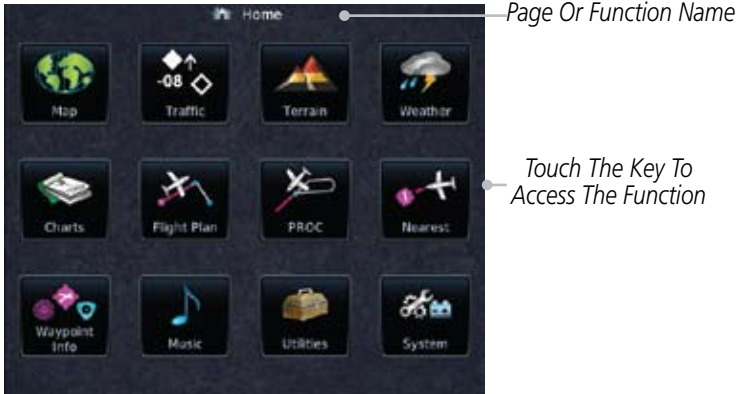 Home
Page Or Function Name
-08
Map
Traffic
Terrain
Weather
Touch The Key To
Access The Function
Charts
Flight Plan
PROC
Nearest
Waypoint
Info
Music
Utilities
System